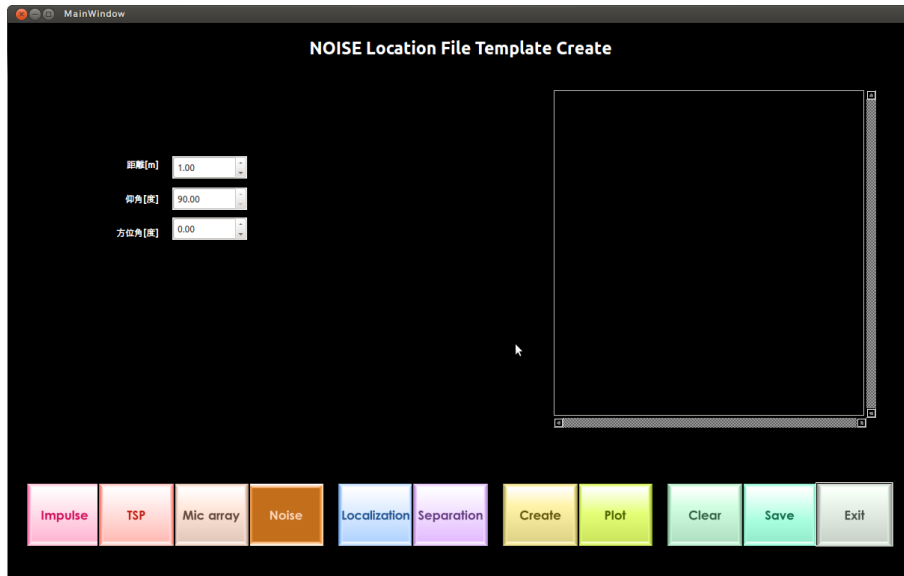 MainWindow
NOISE Location File Template Create
距離[m] 1.00
仰角[度] 90.00
方位角[度] 0.00
Impulse TSP Mic array Noise Localization Separation Create Plot Clear Save Exit